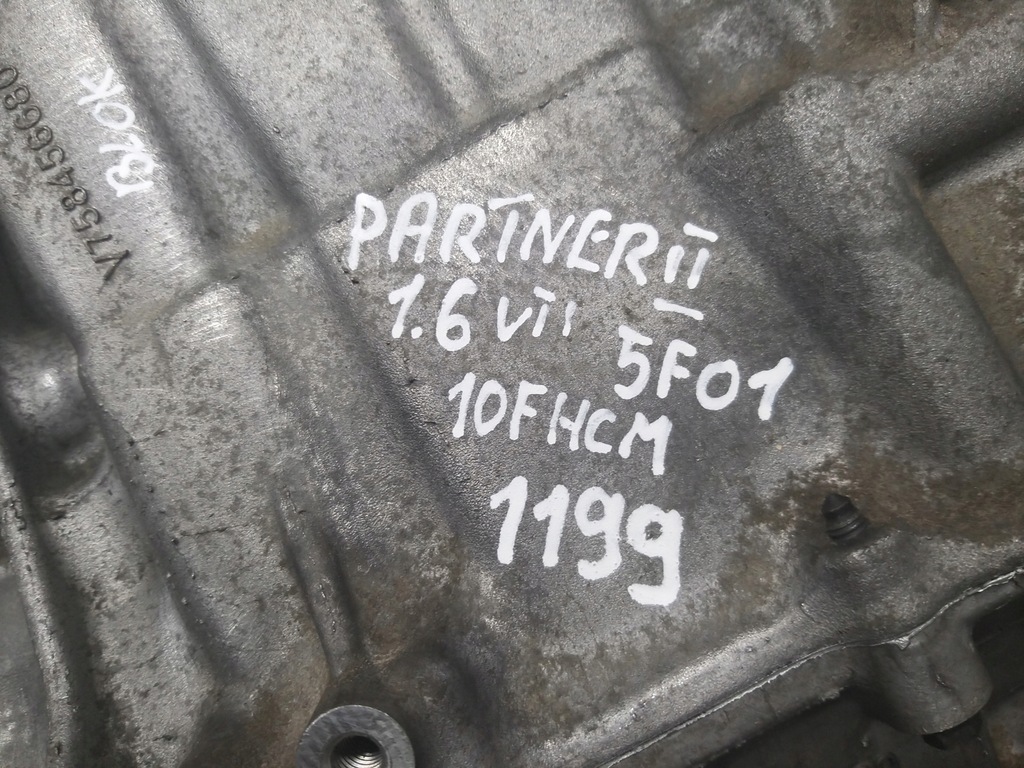 BLOK
V758456680
PARTNER II
1.6 VTi 5F01
10FHCM
1199